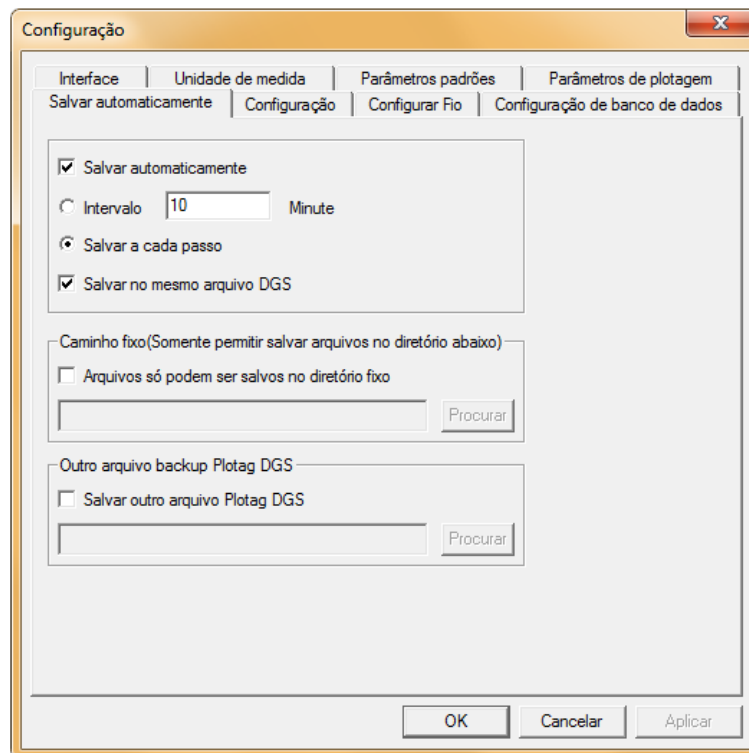 Configuração
Interface Unidade de medida Parâmetros padrões Parâmetros de plotagem
Salvar automaticamente Configuração Configurar Fio Configuração de banco de dados
Salvar automaticamente
Intervalo 10 Minute
Salvar a cada passo
Salvar no mesmo arquivo DGS
Caminho fixo(Somente permitir salvar arquivos no diretório abaixo)
Arquivos só podem ser salvos no diretório fixo
Procurar
Outro arquivo backup Plotag DGS
Salvar outro arquivo Plotag DGS
Procurar
OK Cancelar Aplicar